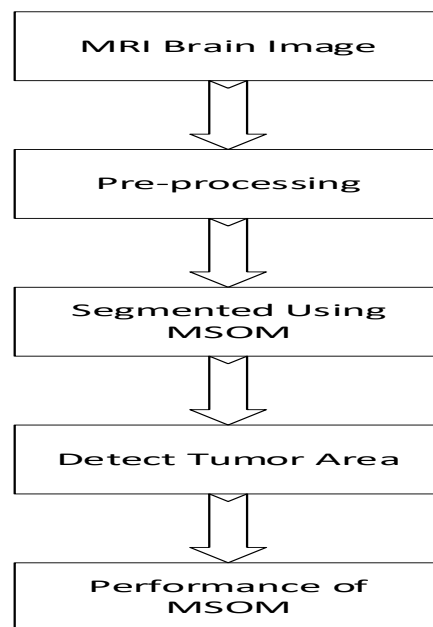 MRI Brain Image
Pre-processing
Segmented Using
MSOM
Detect Tumor Area
Performance of
MSOM